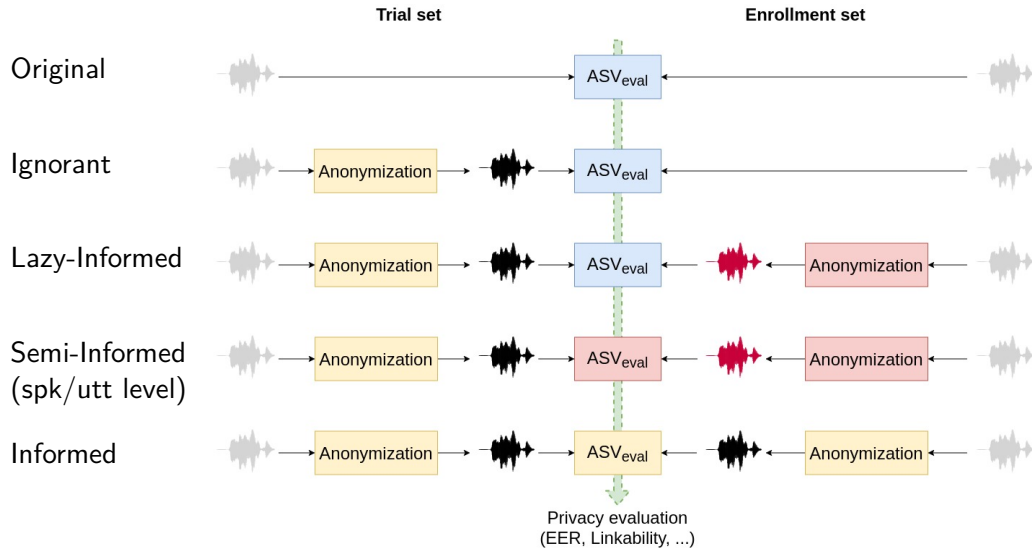 Trial set
Enrollment set
Original
ASVeval
Ignorant
Anonymization
ASVeval
Lazy-Informed
Anonymization
ASVeval
Anonymization
Semi-Informed
(spk/utt level)
Anonymization
ASVeval
Anonymization
Informed
Anonymization
ASVeval
Anonymization
Privacy evaluation
(EER, Linkability, ...)